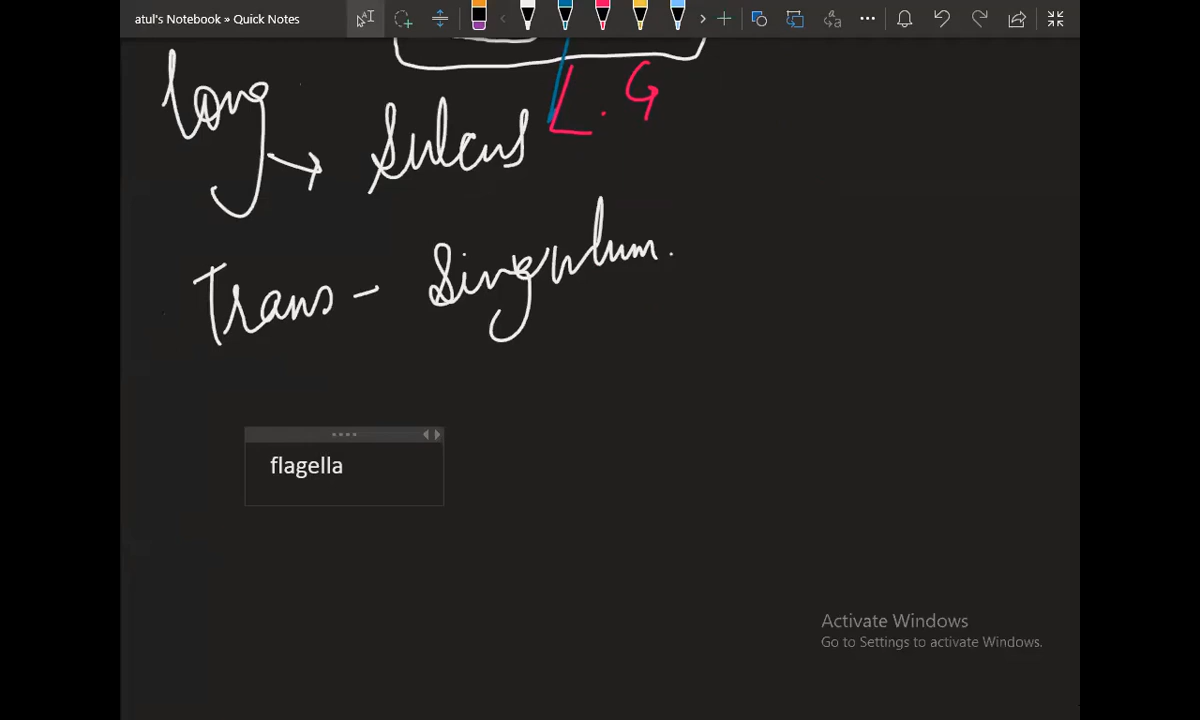 atul's Notebook » Quick Notes
long
L . G
→ Sulcus
Trans - Singulum.
flagella
Activate Windows
Go to Settings to activate Windows.